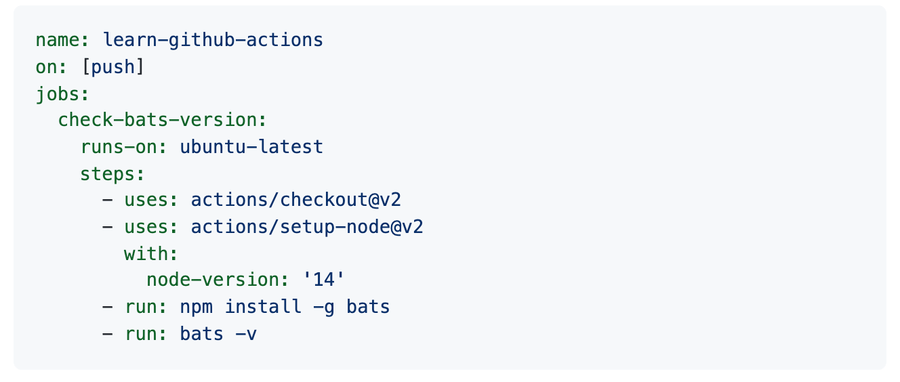 name: learn-github-actions
on: [push]
jobs:
  check-bats-version:
    runs-on: ubuntu-latest
    steps:
      - uses: actions/checkout@v2
      - uses: actions/setup-node@v2
        with:
          node-version: '14'
      - run: npm install -g bats
      - run: bats -v